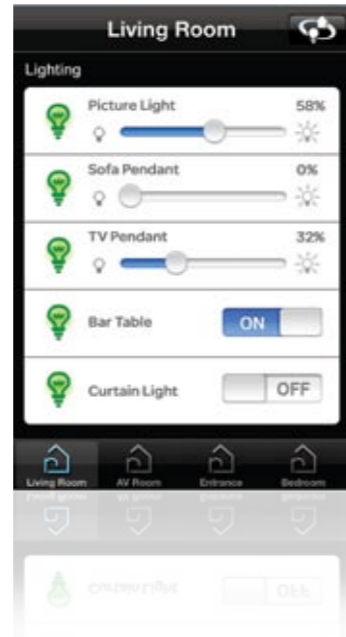 Living Room
Lighting
Picture Light 58%
Sofa Pendant 0%
TV Pendant 32%
Bar Table ON
Curtain Light OFF
Living Room AV Room Entrance Bedroom